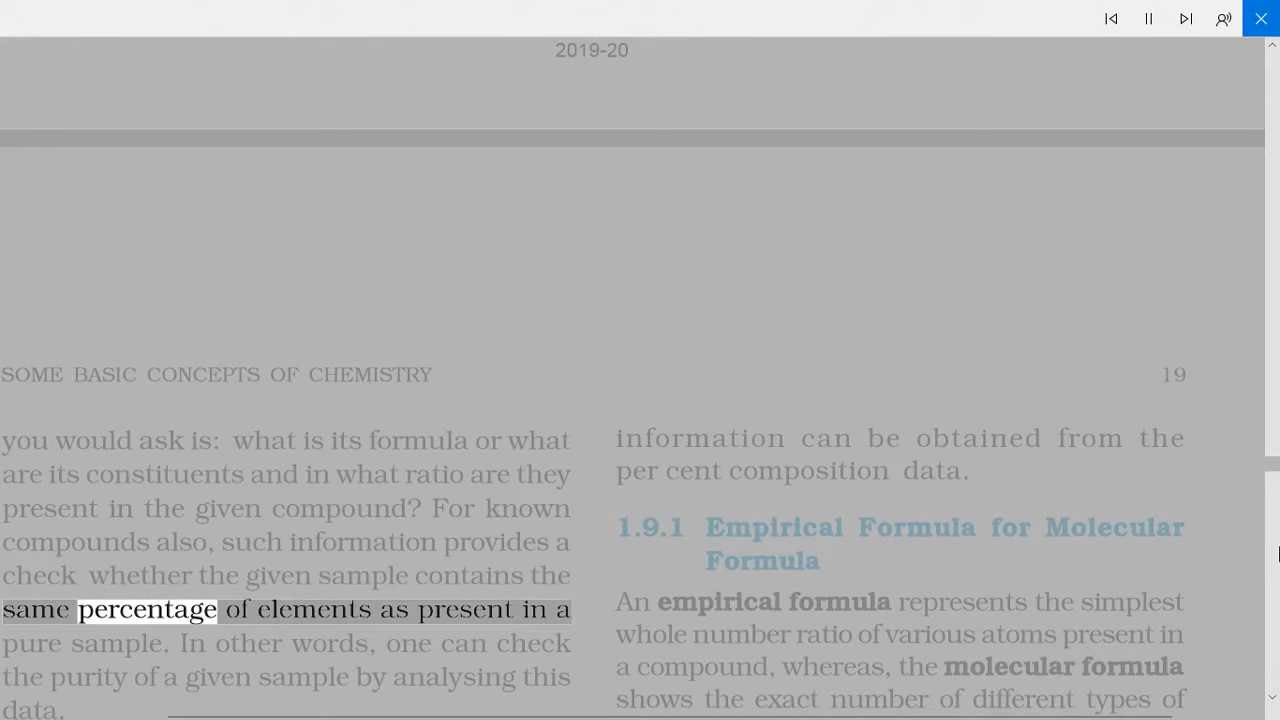 2019-20
SOME BASIC CONCEPTS OF CHEMISTRY
19
you would ask is: what is its formula or what
are its constituents and in what ratio are they
present in the given compound? For known
compounds also, such information provides a
check whether the given sample contains the
same percentage of elements as present in a
pure sample. In other words, one can check
the purity of a given sample by analysing this
data.
information can be obtained from the
per cent composition data.
1.9.1 Empirical Formula for Molecular
Formula
An empirical formula represents the simplest
whole number ratio of various atoms present in
a compound, whereas, the molecular formula
shows the exact number of different types of